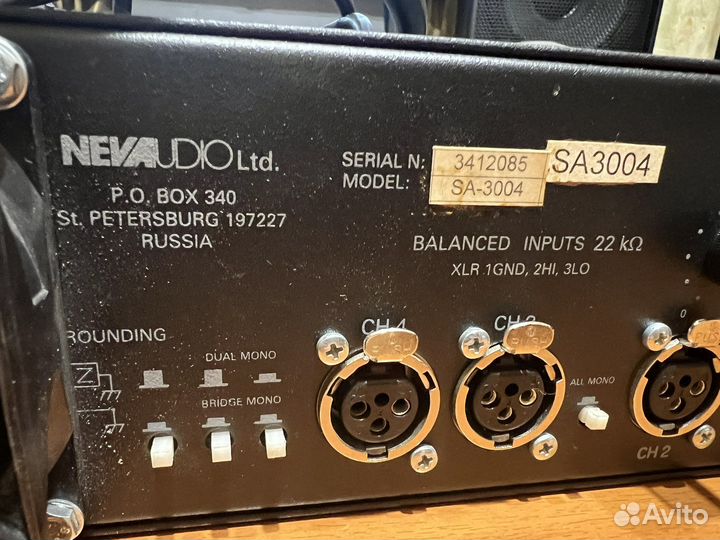 NEVAUDIO Ltd.
P.O. BOX 340
St. PETERSBURG 197227
RUSSIA
SERIAL N: 3412085
MODEL: SA-3004
SA3004
BALANCED INPUTS 22 kΩ
XLR 1GND, 2HI, 3LO
ROUNDING
DUAL MONO
BRIDGE MONO
CH 4
CH 3
ALL MONO
0
CH 2
Avito